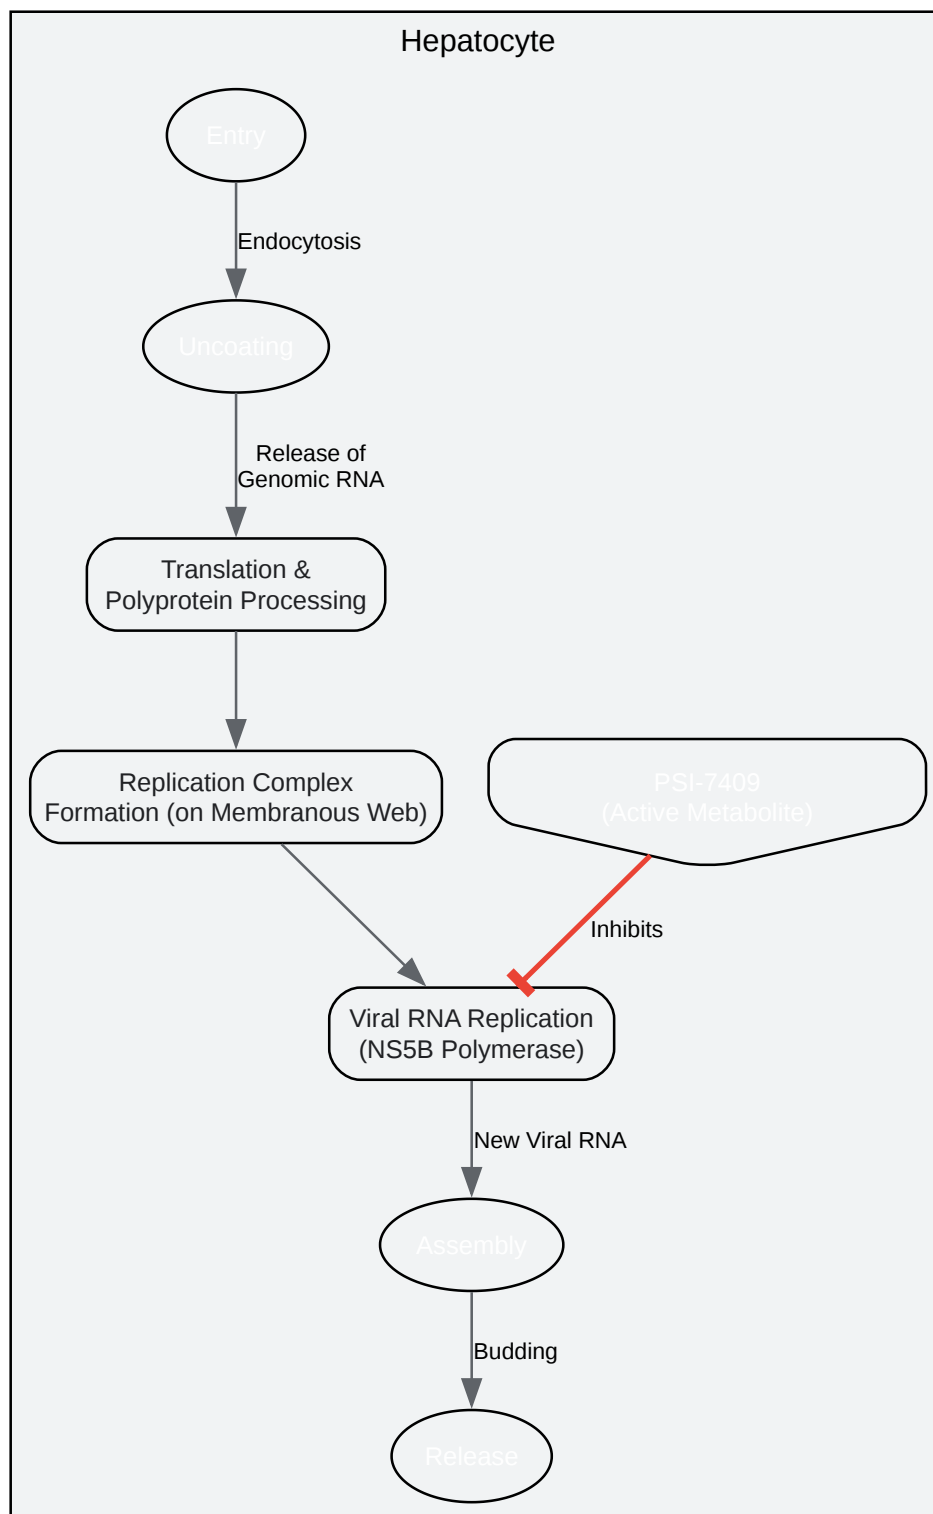 Hepatocyte
Entry
Endocytosis
Uncoating
Release of
Genomic RNA
Translation &
Polyprotein Processing
Replication Complex
Formation (on Membranous Web)
PSI-7409
(Active Metabolite)
Inhibits
Viral RNA Replication
(NS5B Polymerase)
New Viral RNA
Assembly
Budding
Release